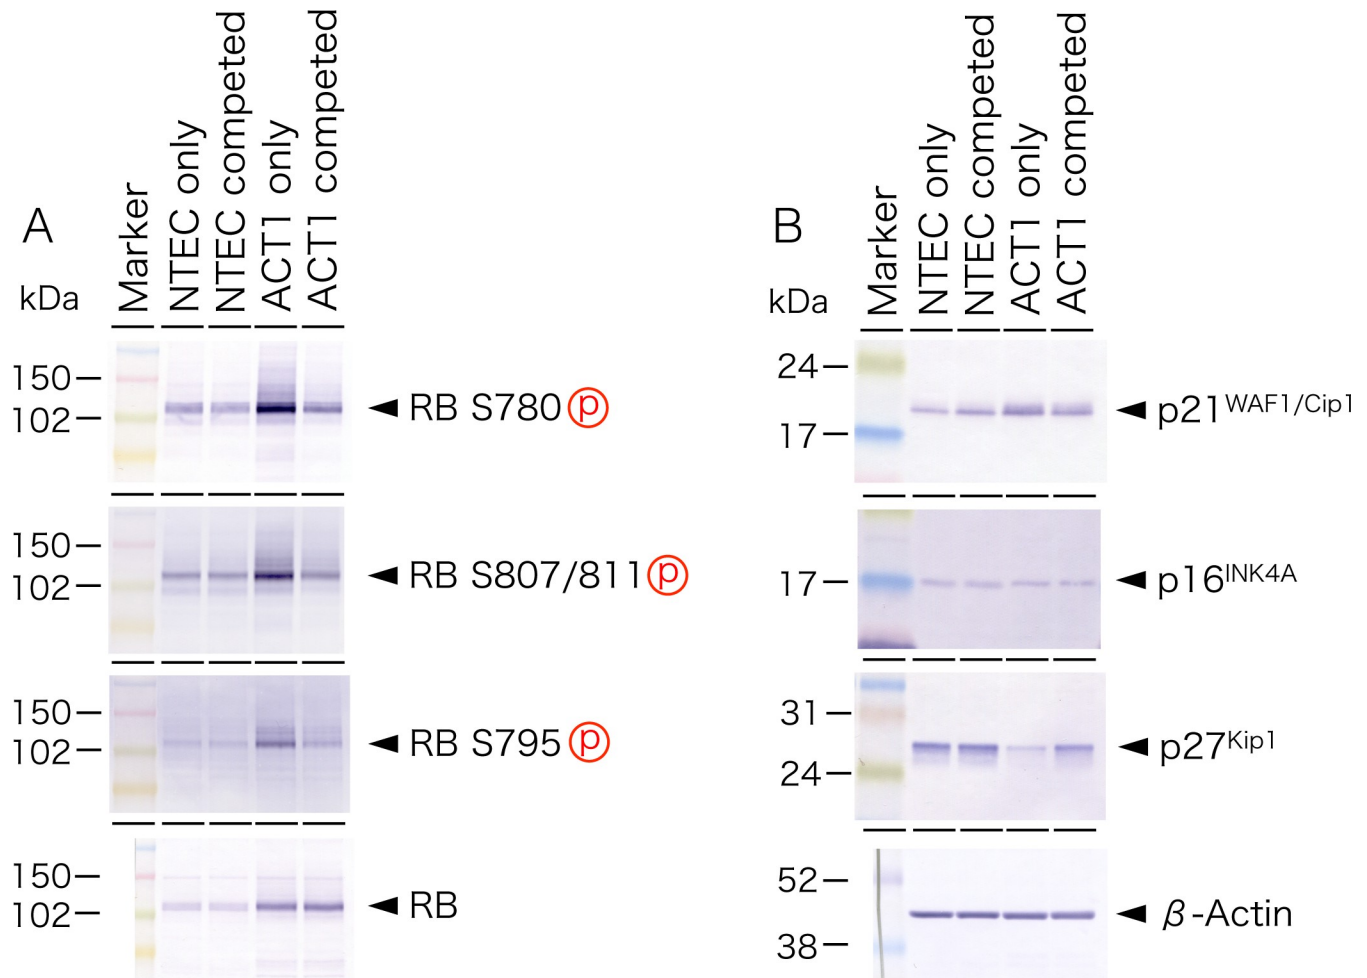 A
kDa
Marker
NTEC only
NTEC competed
ACT1 only
ACT1 competed
150
102
RB S780 p
150
102
RB S807/811 p
150
102
RB S795 p
150
102
RB
B
kDa
Marker
NTEC only
NTEC competed
ACT1 only
ACT1 competed
24
17
p21WAF1/Cip1
17
p16INK4A
31
24
p27Kip1
52
38
β-Actin